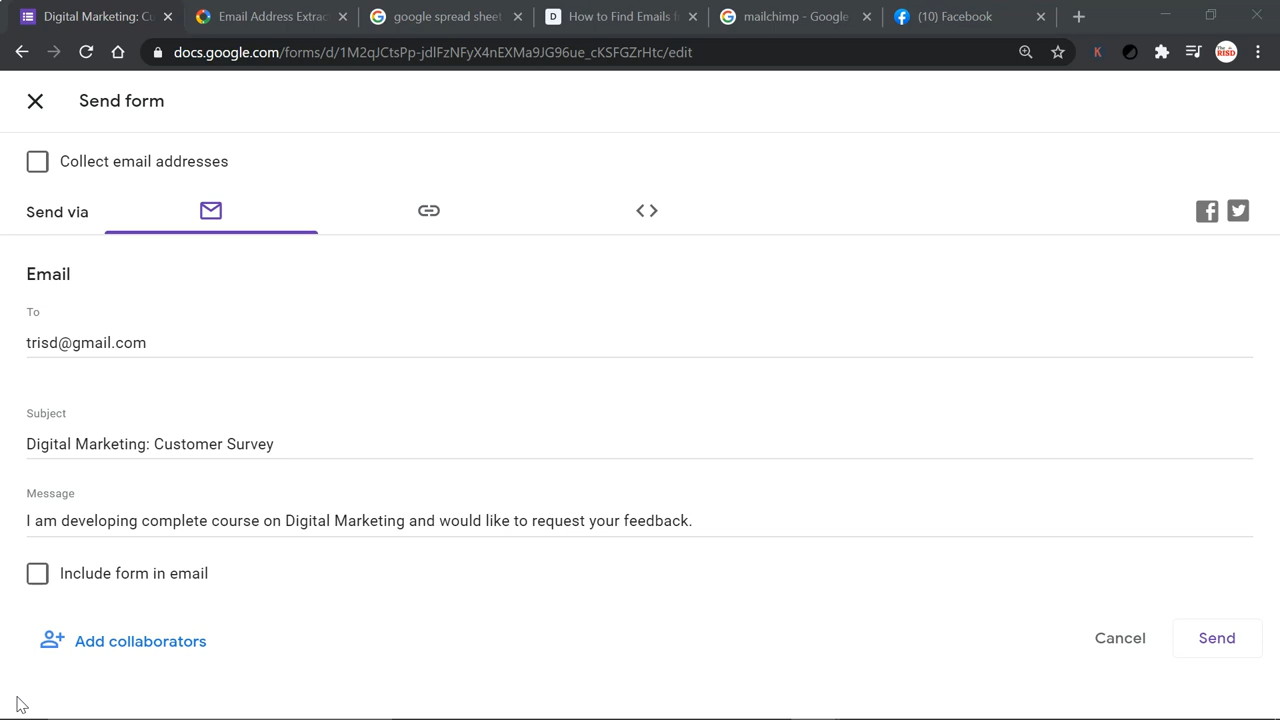 Digital Marketing: Cu
Email Address Extrac
google spread sheet
How to Find Emails f
mailchimp - Google
(10) Facebook
docs.google.com/forms/d/1M2qJCtsPp-jdlFzNFyX4nEXMa9JG96ue_cKSFGZrHtc/edit
Send form
Collect email addresses
Send via
Email
To
trisd@gmail.com
Subject
Digital Marketing: Customer Survey
Message
I am developing complete course on Digital Marketing and would like to request your feedback.
Include form in email
Add collaborators
Cancel
Send